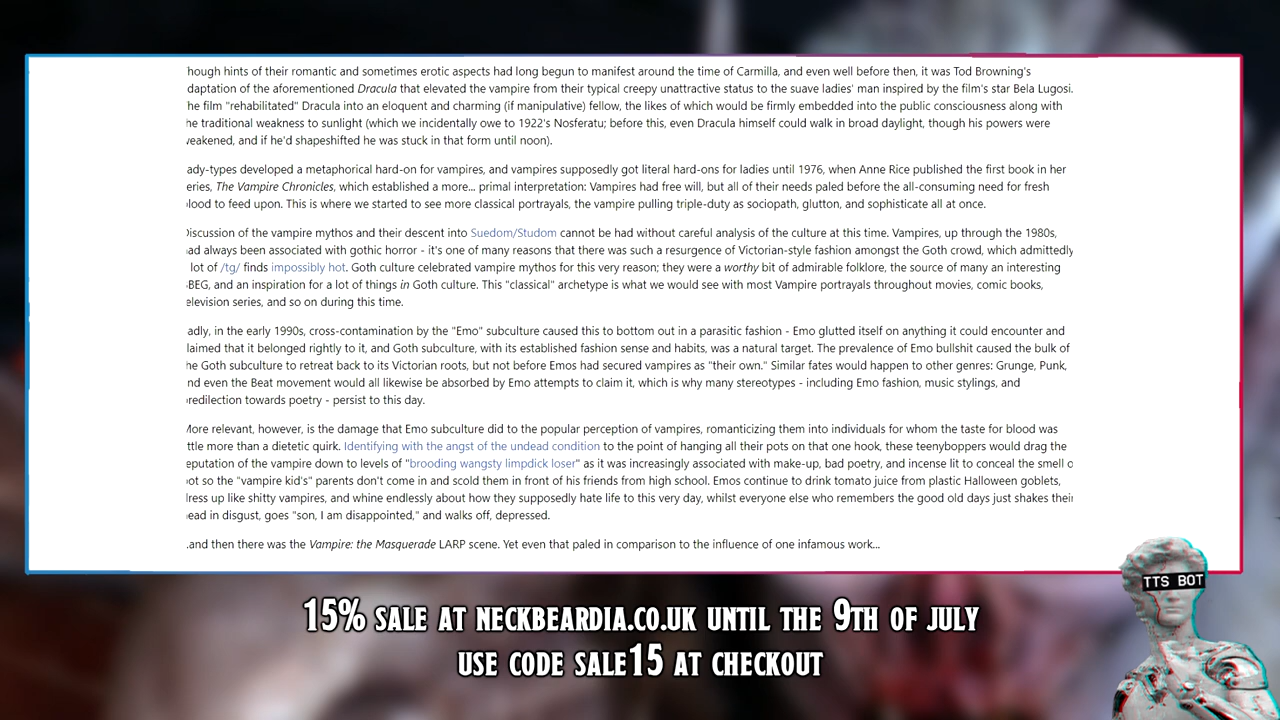 hough hints of their romantic and sometimes erotic aspects had long begun to manifest around the time of Carmilla, and even well before then, it was Tod Browning's
daptation of the aforementioned Dracula that elevated the vampire from their typical creepy unattractive status to the suave ladies' man inspired by the film's star Bela Lugosi.
he film "rehabilitated" Dracula into an eloquent and charming (if manipulative) fellow, the likes of which would be firmly embedded into the public consciousness along with
he traditional weakness to sunlight (which we incidentally owe to 1922's Nosferatu; before this, even Dracula himself could walk in broad daylight, though his powers were
weakened, and if he'd shapeshifted he was stuck in that form until noon).
ady-types developed a metaphorical hard-on for vampires, and vampires supposedly got literal hard-ons for ladies until 1976, when Anne Rice published the first book in her
eries, The Vampire Chronicles, which established a more... primal interpretation: Vampires had free will, but all of their needs paled before the all-consuming need for fresh
lood to feed upon. This is where we started to see more classical portrayals, the vampire pulling triple-duty as sociopath, glutton, and sophisticate all at once.
Discussion of the vampire mythos and their descent into Suedom/Studom cannot be had without careful analysis of the culture at this time. Vampires, up through the 1980s,
ad always been associated with gothic horror - it's one of many reasons that there was such a resurgence of Victorian-style fashion amongst the Goth crowd, which admittedly
lot of /tg/ finds impossibly hot. Goth culture celebrated vampire mythos for this very reason; they were a worthy bit of admirable folklore, the source of many an interesting
BEG, and an inspiration for a lot of things in Goth culture. This "classical" archetype is what we would see with most Vampire portrayals throughout movies, comic books,
elevision series, and so on during this time.
adly, in the early 1990s, cross-contamination by the "Emo" subculture caused this to bottom out in a parasitic fashion - Emo glutted itself on anything it could encounter and
laimed that it belonged rightly to it, and Goth subculture, with its established fashion sense and habits, was a natural target. The prevalence of Emo bullshit caused the bulk of
he Goth subculture to retreat back to its Victorian roots, but not before Emos had secured vampires as "their own." Similar fates would happen to other genres: Grunge, Punk,
nd even the Beat movement would all likewise be absorbed by Emo attempts to claim it, which is why many stereotypes - including Emo fashion, music stylings, and
redilection towards poetry - persist to this day.
More relevant, however, is the damage that Emo subculture did to the popular perception of vampires, romanticizing them into individuals for whom the taste for blood was
ttle more than a dietetic quirk. Identifying with the angst of the undead condition to the point of hanging all their pots on that one hook, these teenyboppers would drag the
eputation of the vampire down to levels of "brooding wangsty limpdick loser" as it was increasingly associated with make-up, bad poetry, and incense lit to conceal the smell o
ot so the "vampire kid's" parents don't come in and scold them in front of his friends from high school. Emos continue to drink tomato juice from plastic Halloween goblets,
dress up like shitty vampires, and whine endlessly about how they supposedly hate life to this very day, whilst everyone else who remembers the good old days just shakes their
ead in disgust, goes "son, I am disappointed," and walks off, depressed.
..and then there was the Vampire: the Masquerade LARP scene. Yet even that paled in comparison to the influence of one infamous work...
TTS BOT
15% SALE AT NECKBEARDIA.CO.UK UNTIL THE 9TH OF JULY
USE CODE SALE15 AT CHECKOUT